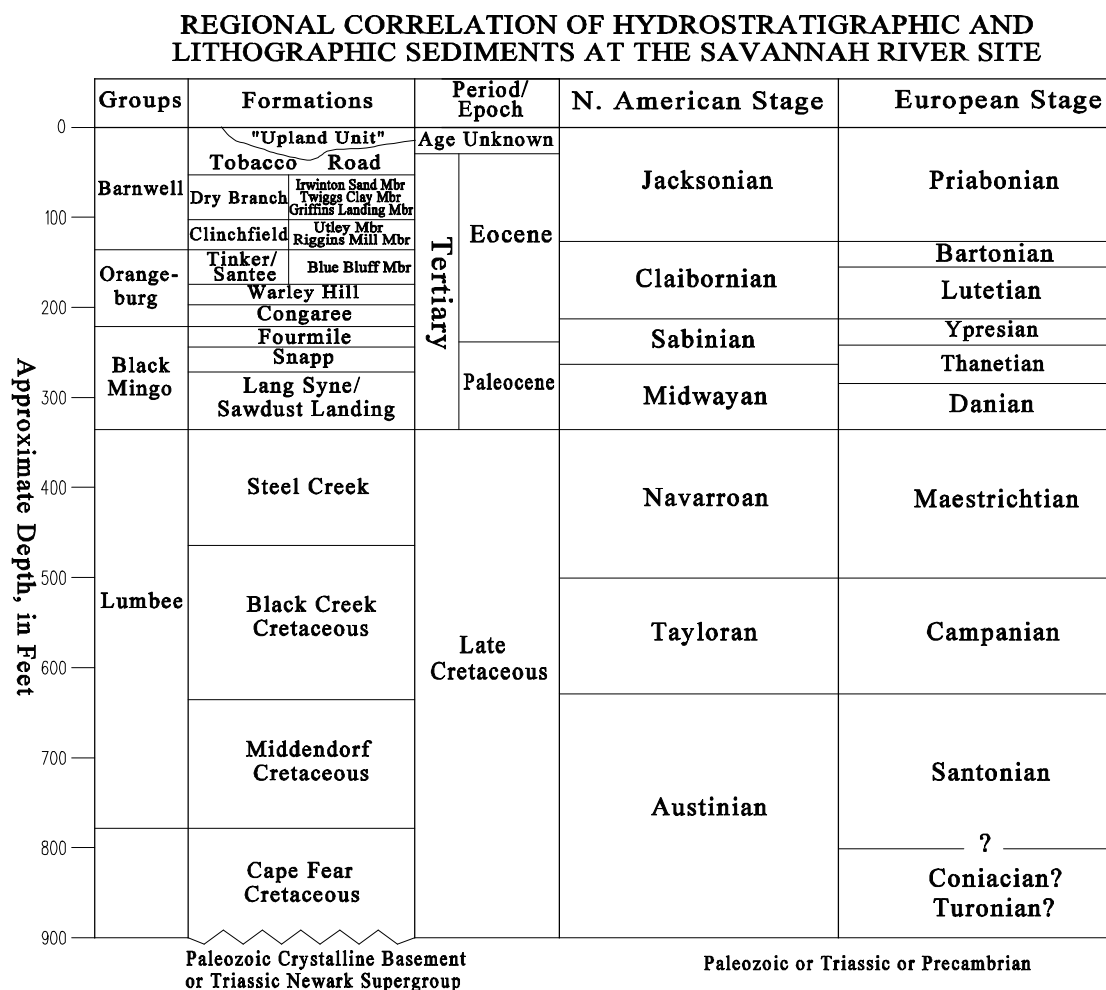 REGIONAL CORRELATION OF HYDROSTRATIGRAPHIC AND
LITHOGRAPHIC SEDIMENTS AT THE SAVANNAH RIVER SITE
Groups
Formations
Period/
Epoch
N. American Stage
European Stage
Approximate Depth, in Feet
0
100
200
300
400
500
600
700
800
900
Barnwell
Orange-
burg
Black
Mingo
Lumbee
"Upland Unit"
Tobacco Road
Dry Branch
Irwinton Sand Mbr
Twiggs Clay Mbr
Griffins Landing Mbr
Clinchfield
Utley Mbr
Riggins Mill Mbr
Tinker/
Santee
Blue Bluff Mbr
Warley Hill
Congaree
Fourmile
Snapp
Lang Syne/
Sawdust Landing
Steel Creek
Black Creek
Cretaceous
Middendorf
Cretaceous
Cape Fear
Cretaceous
Age Unknown
Tertiary
Eocene
Paleocene
Late
Cretaceous
Jacksonian
Claibornian
Sabinian
Midwayan
Navarroan
Tayloran
Austinian
Priabonian
Bartonian
Lutetian
Ypresian
Thanetian
Danian
Maestrichtian
Campanian
Santonian
?
Coniacian?
Turonian?
Paleozoic Crystalline Basement
or Triassic Newark Supergroup
Paleozoic or Triassic or Precambrian